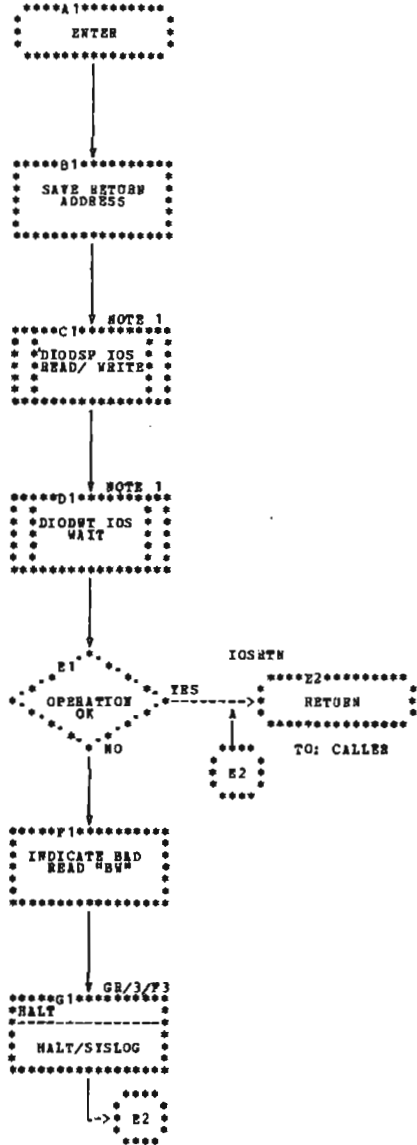 A1
ENTER
B1
SAVE RETURN
ADDRESS
NOTE 1
C1
DIODSP IOS
READ/ WRITE
NOTE 1
D1
DIODWT IOS
WAIT
E1
OPERATION
OK
YES
NO
IOSRTN
E2
RETURN
TO: CALLER
A
E2
F1
INDICATE BAD
READ "BW"
GR/3/F3
G1
HALT
HALT/SYSLOG
E2